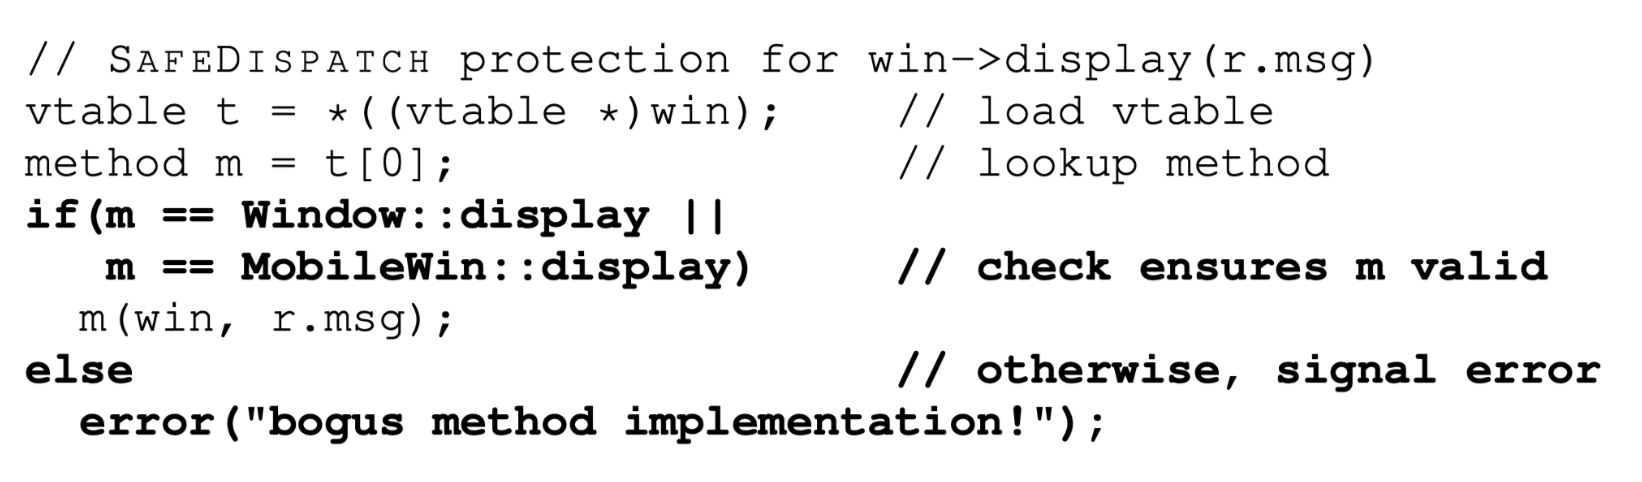 // SAFEDISPATCH protection for win->display(r.msg)
vtable t = *((vtable *)win);    // load vtable
method m = t[0];                // lookup method
if(m == Window::display ||
   m == MobileWin::display)     // check ensures m valid
  m(win, r.msg);
else                            // otherwise, signal error
  error("bogus method implementation!");